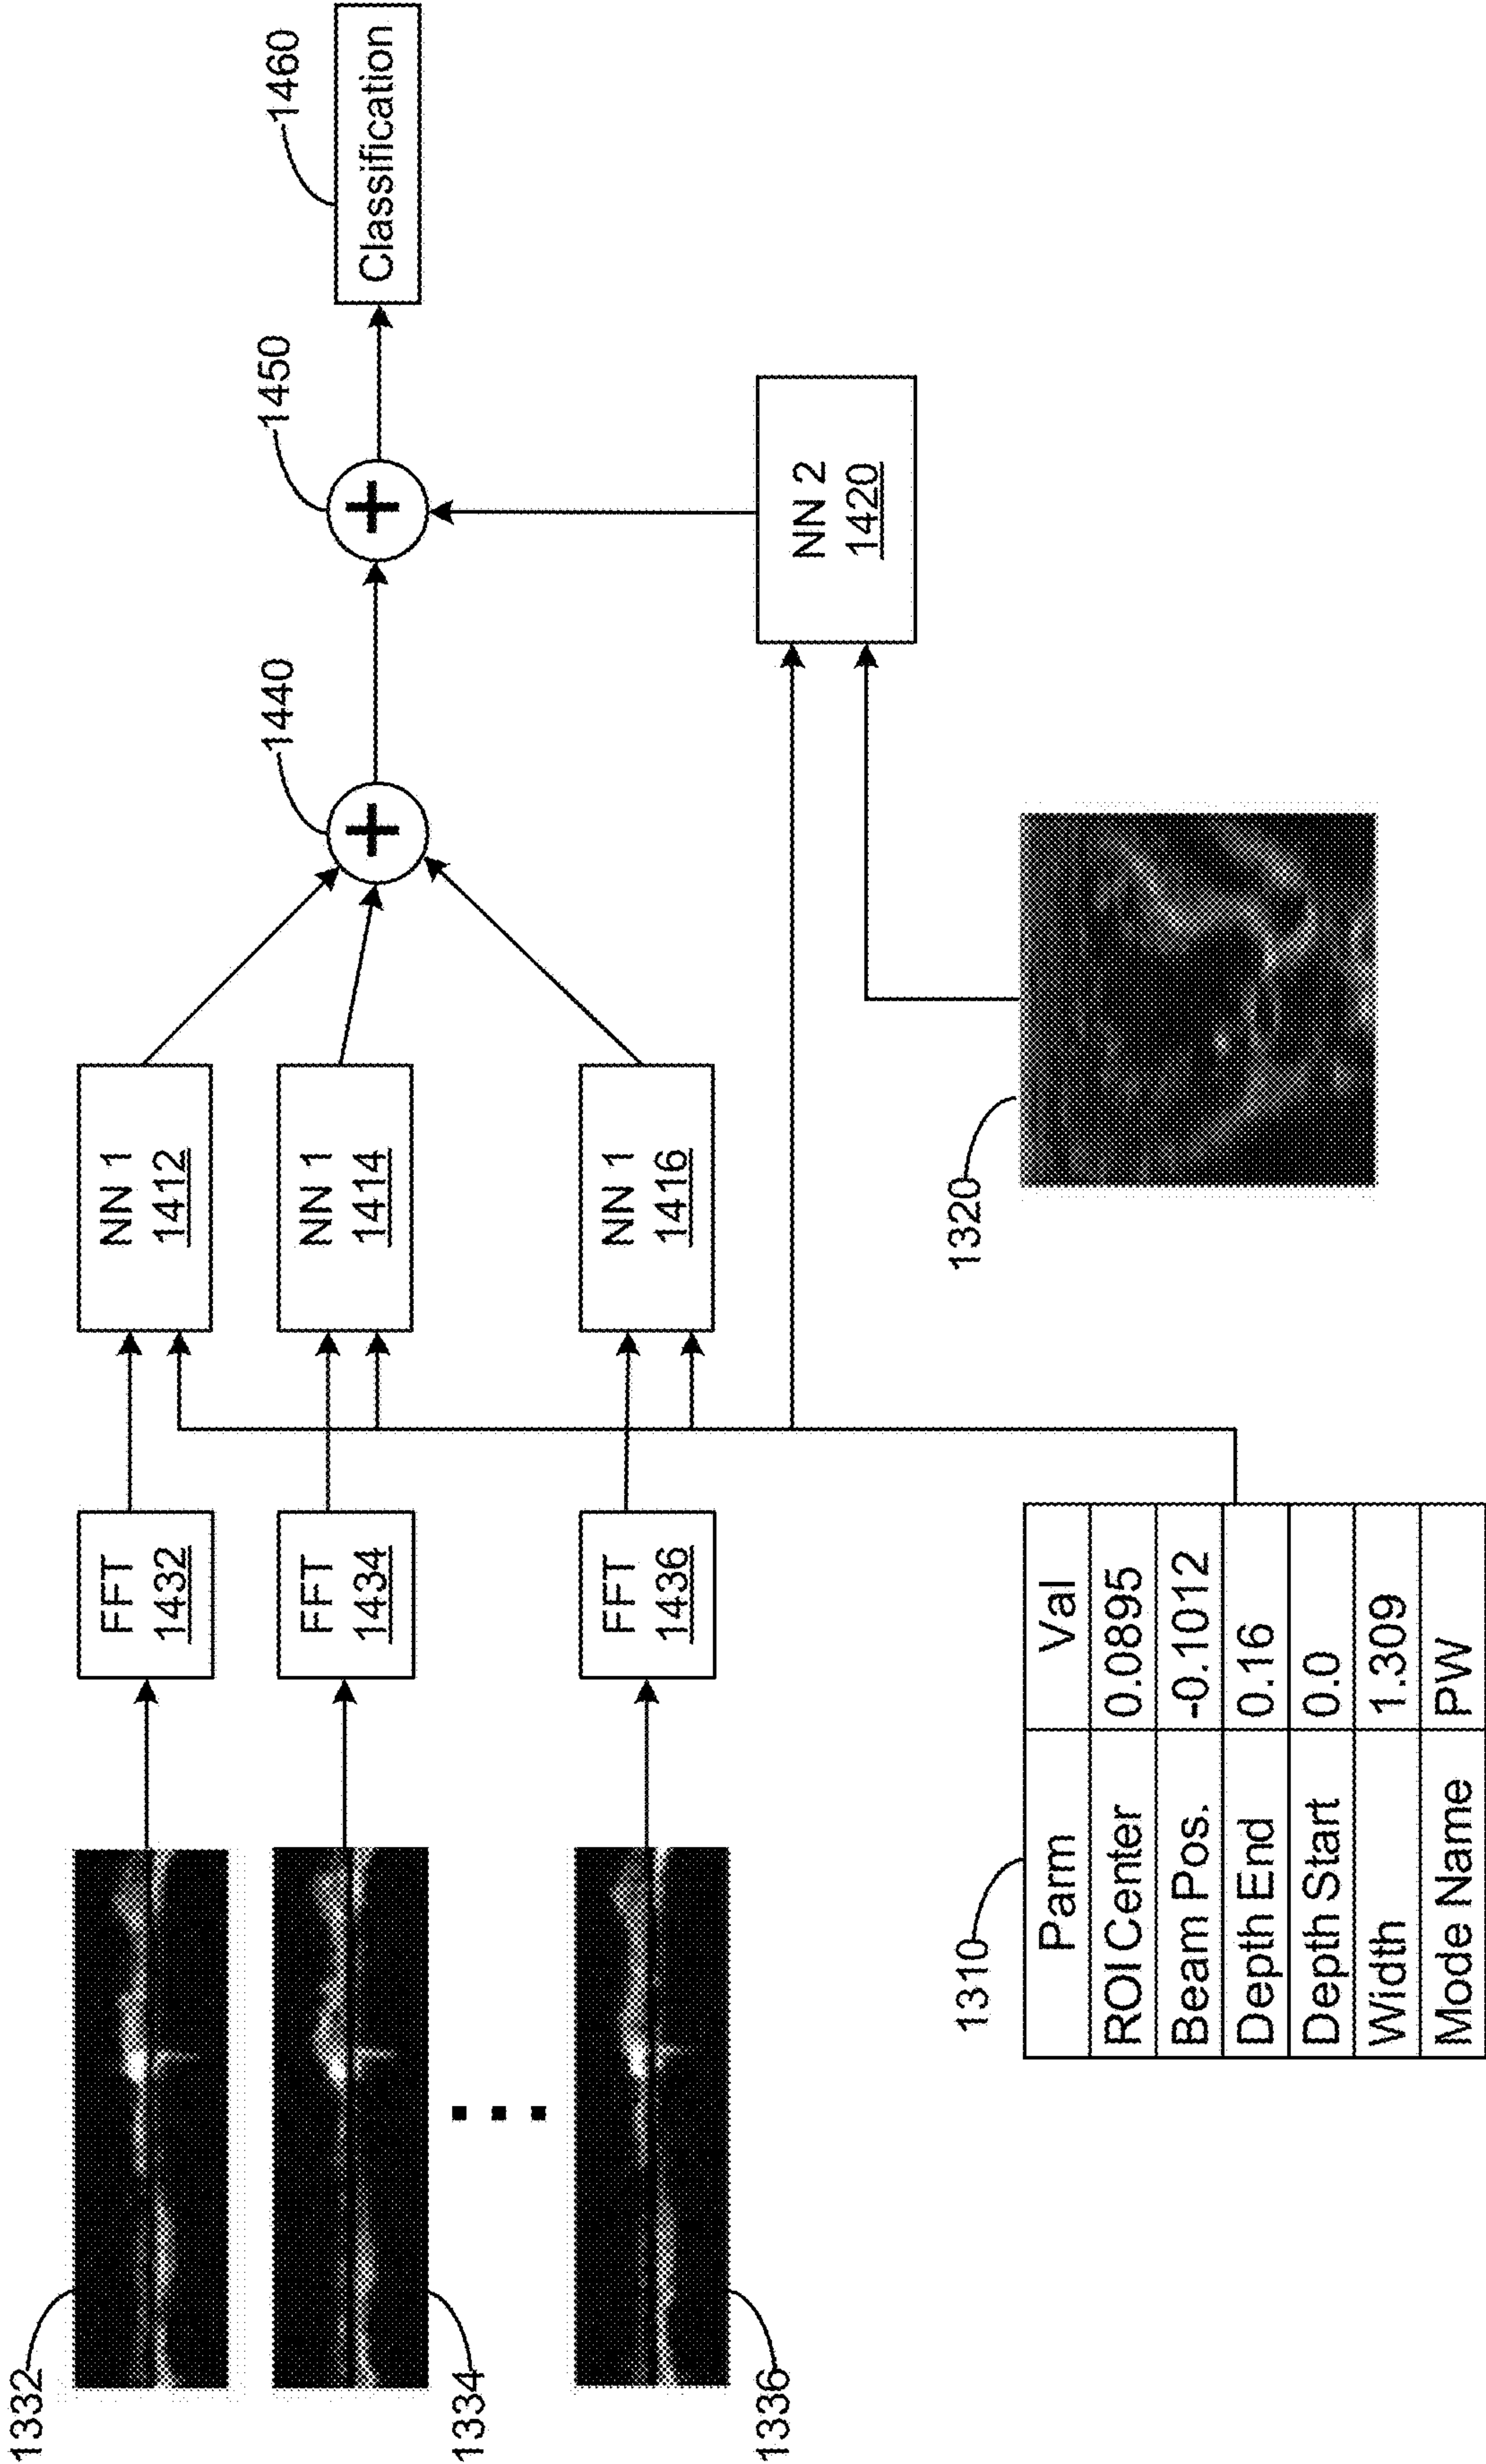 1332
FFT
1432
NN 1
1412
1334
FFT
1434
NN 1
1414
1336
FFT
1436
NN 1
1416
1440
+
1450
+
1460
Classification
NN 2
1420
1310
Parm Val
ROI Center 0.0895
Beam Pos. -0.1012
Depth End 0.16
Depth Start 0.0
Width 1.309
Mode Name PW
1320